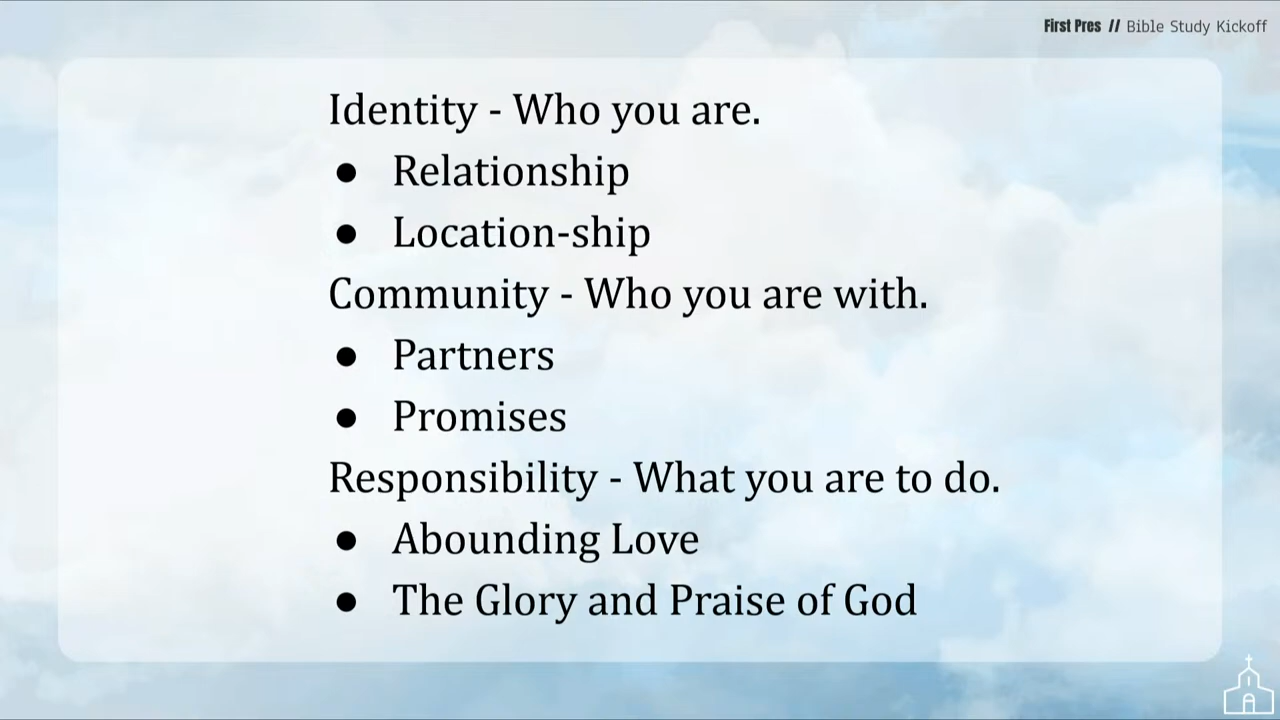 First Pres // Bible Study Kickoff
Identity - Who you are.
● Relationship
● Location-ship
Community - Who you are with.
● Partners
● Promises
Responsibility - What you are to do.
● Abounding Love
● The Glory and Praise of God